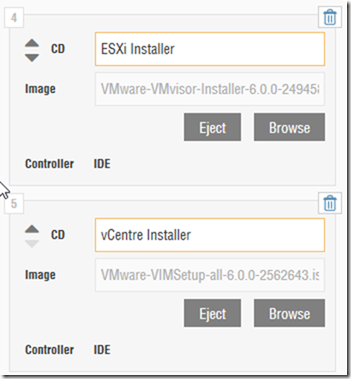 4
CD ESXi Installer
Image VMware-VMvisor-Installer-6.0.0-249458
Eject Browse
Controller IDE
5
CD vCentre Installer
Image VMware-VIMSetup-all-6.0.0-2562643.is
Eject Browse
Controller IDE